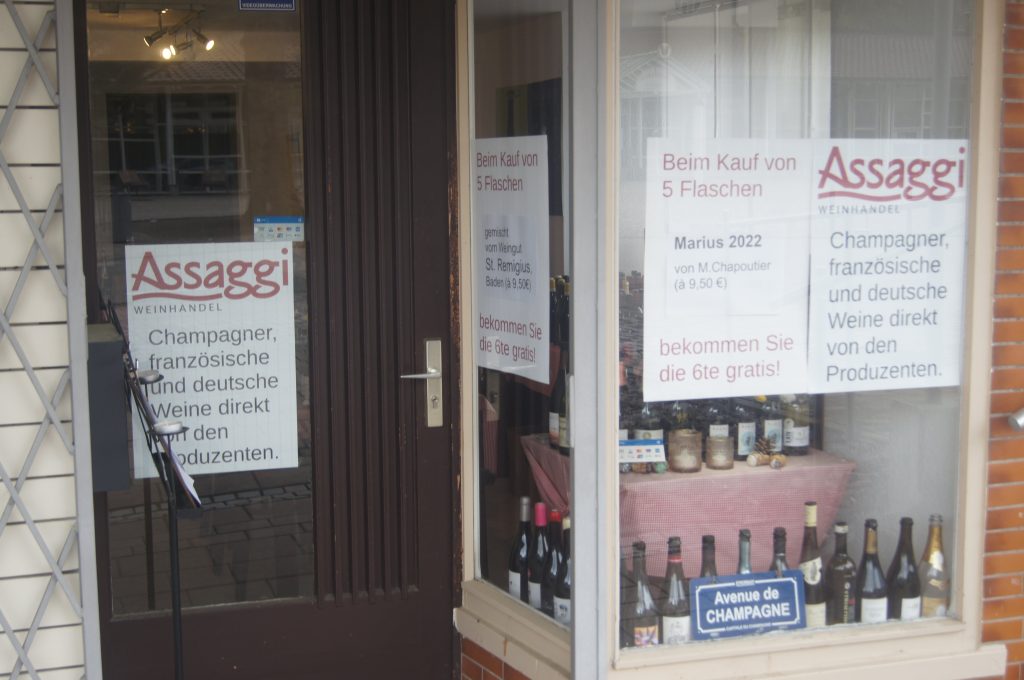 VIDEOÜBERWACHUNG
Assaggi
WEINHANDEL
Champagner,
französische
und deutsche
Weine direkt
den
Beim Kauf von
5 Flaschen
gemischt
vom Weingut
St. Remigius,
Baden (à 9,50€)
bekommen Sie
die 6te gratis!
Beim Kauf von
5 Flaschen
Marius 2022
von M.Chapoutier
(à 9,50 €)
bekommen Sie
die 6te gratis!
Assaggi
WEINHANDEL
Champagner,
französische
und deutsche
Weine direkt
von den
Produzenten.
Avenue de
CHAMPAGNE